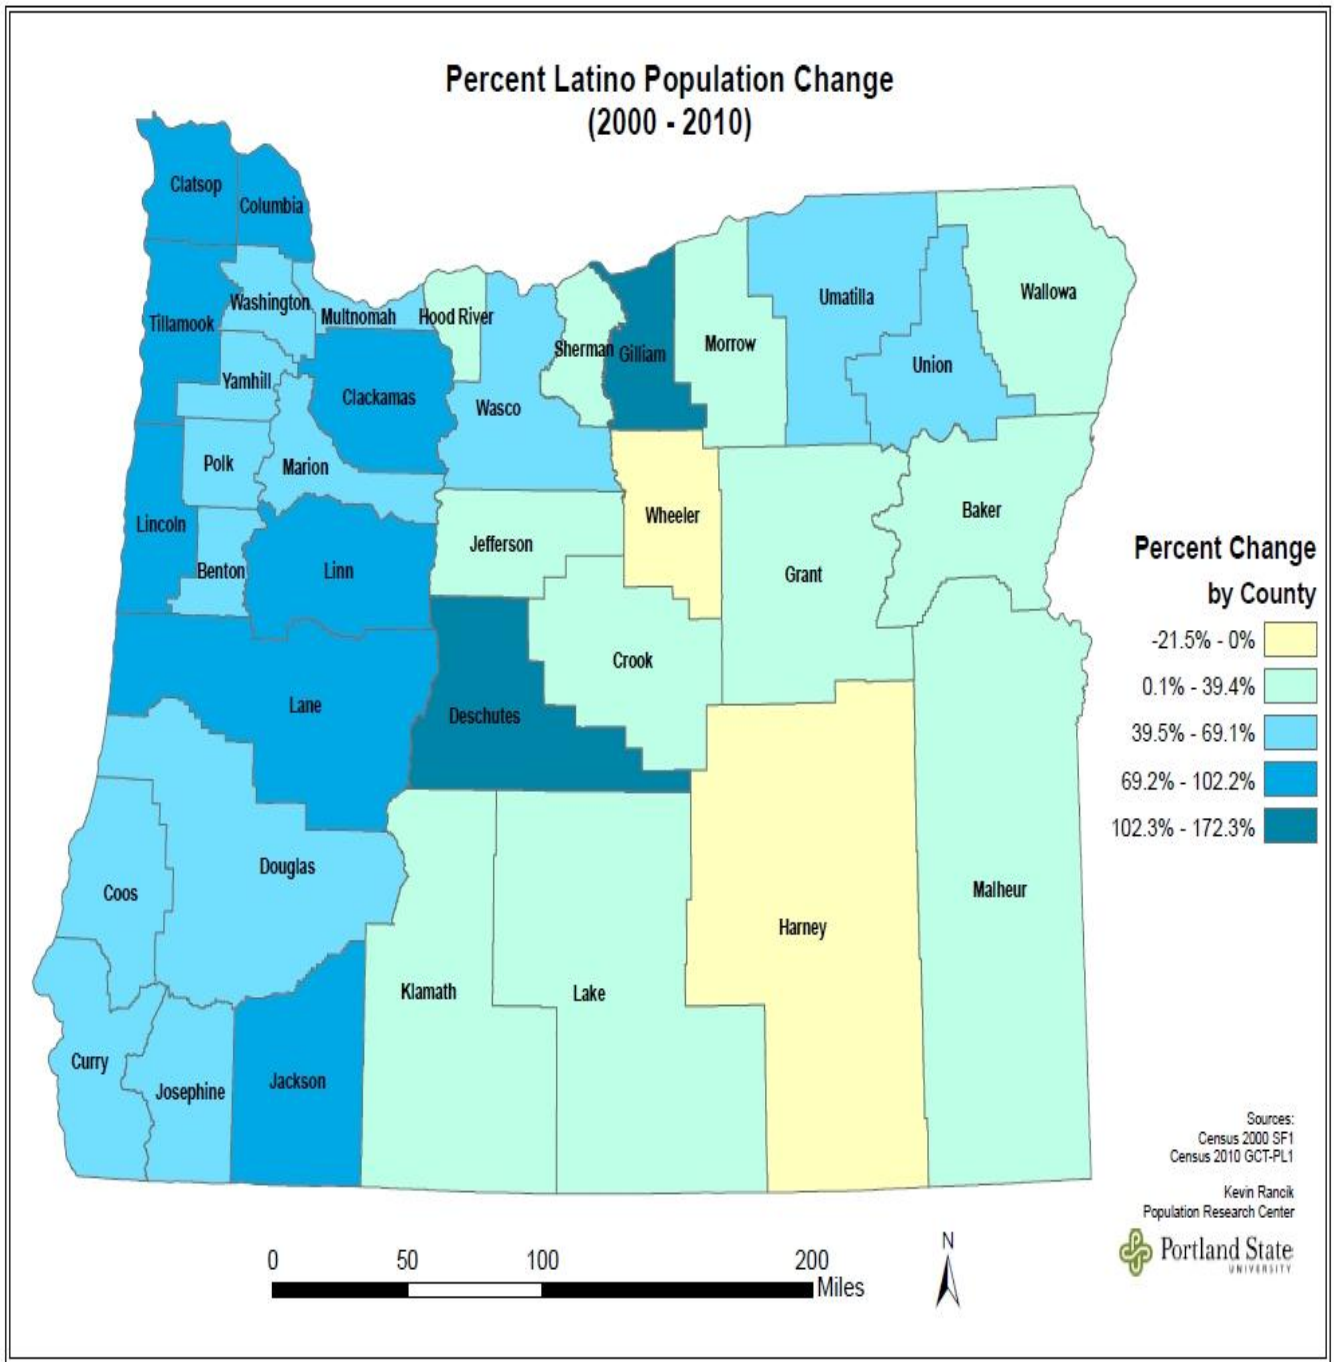 Percent Latino Population Change
(2000 - 2010)
Clatsop
Columbia
Washington
Multnomah
Hood River
Tillamook
Yamhill
Clackamas
Wasco
Sherman
Gilliam
Morrow
Umatilla
Union
Wallowa
Polk
Marion
Lincoln
Benton
Linn
Jefferson
Wheeler
Grant
Baker
Lane
Deschutes
Crook
Coos
Douglas
Klamath
Lake
Harney
Malheur
Curry
Josephine
Jackson
Percent Change
by County
-21.5% - 0%
0.1% - 39.4%
39.5% - 69.1%
69.2% - 102.2%
102.3% - 172.3%
Sources:
Census 2000 SF1
Census 2010 GCT-PL1
Kevin Rancik
Population Research Center
Portland State
UNIVERSITY
0 50 100 200
Miles
N